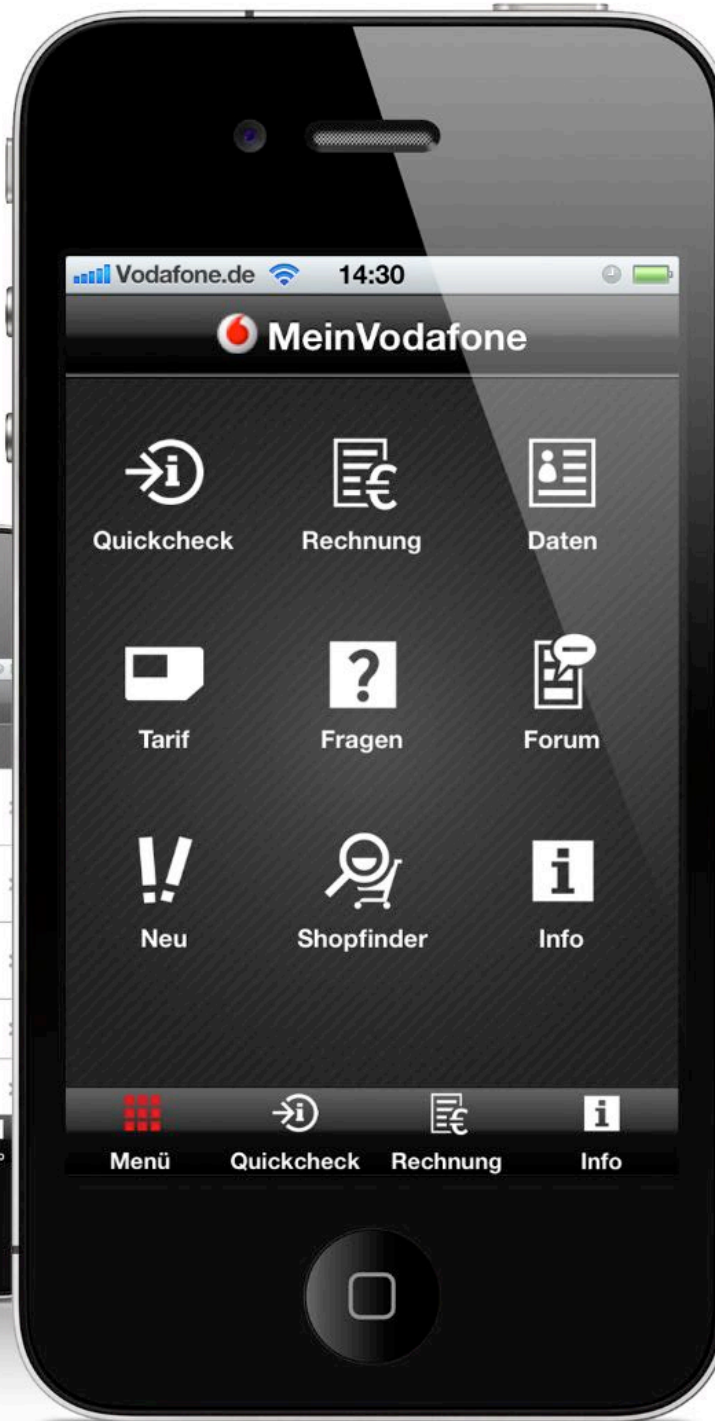 Vodafone.de 14:30
MeinVodafone
Quickcheck Rechnung Daten
Tarif Fragen Forum
Neu Shopfinder Info
Menü Quickcheck Rechnung Info